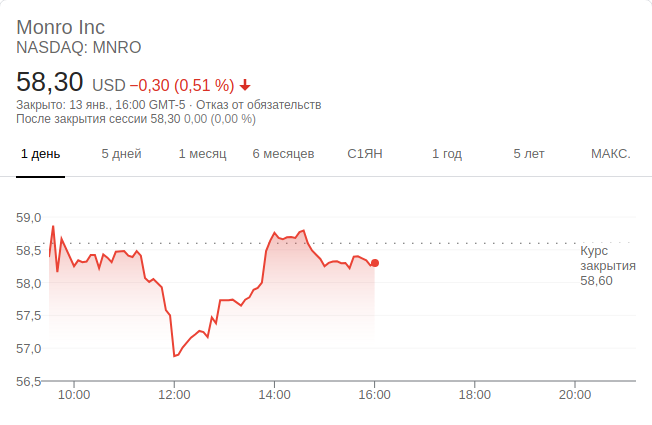 Monro Inc
NASDAQ: MNRO
58,30 USD −0,30 (0,51 %)
Закрыто: 13 янв., 16:00 GMT-5 · Отказ от обязательств
После закрытия сессии 58,30 0,00 (0,00 %)
1 день 5 дней 1 месяц 6 месяцев С1ЯН 1 год 5 лет МАКС.
59,0
58,5
58,0
57,5
57,0
56,5
Курс
закрытия
58,60
10:00 12:00 14:00 16:00 18:00 20:00